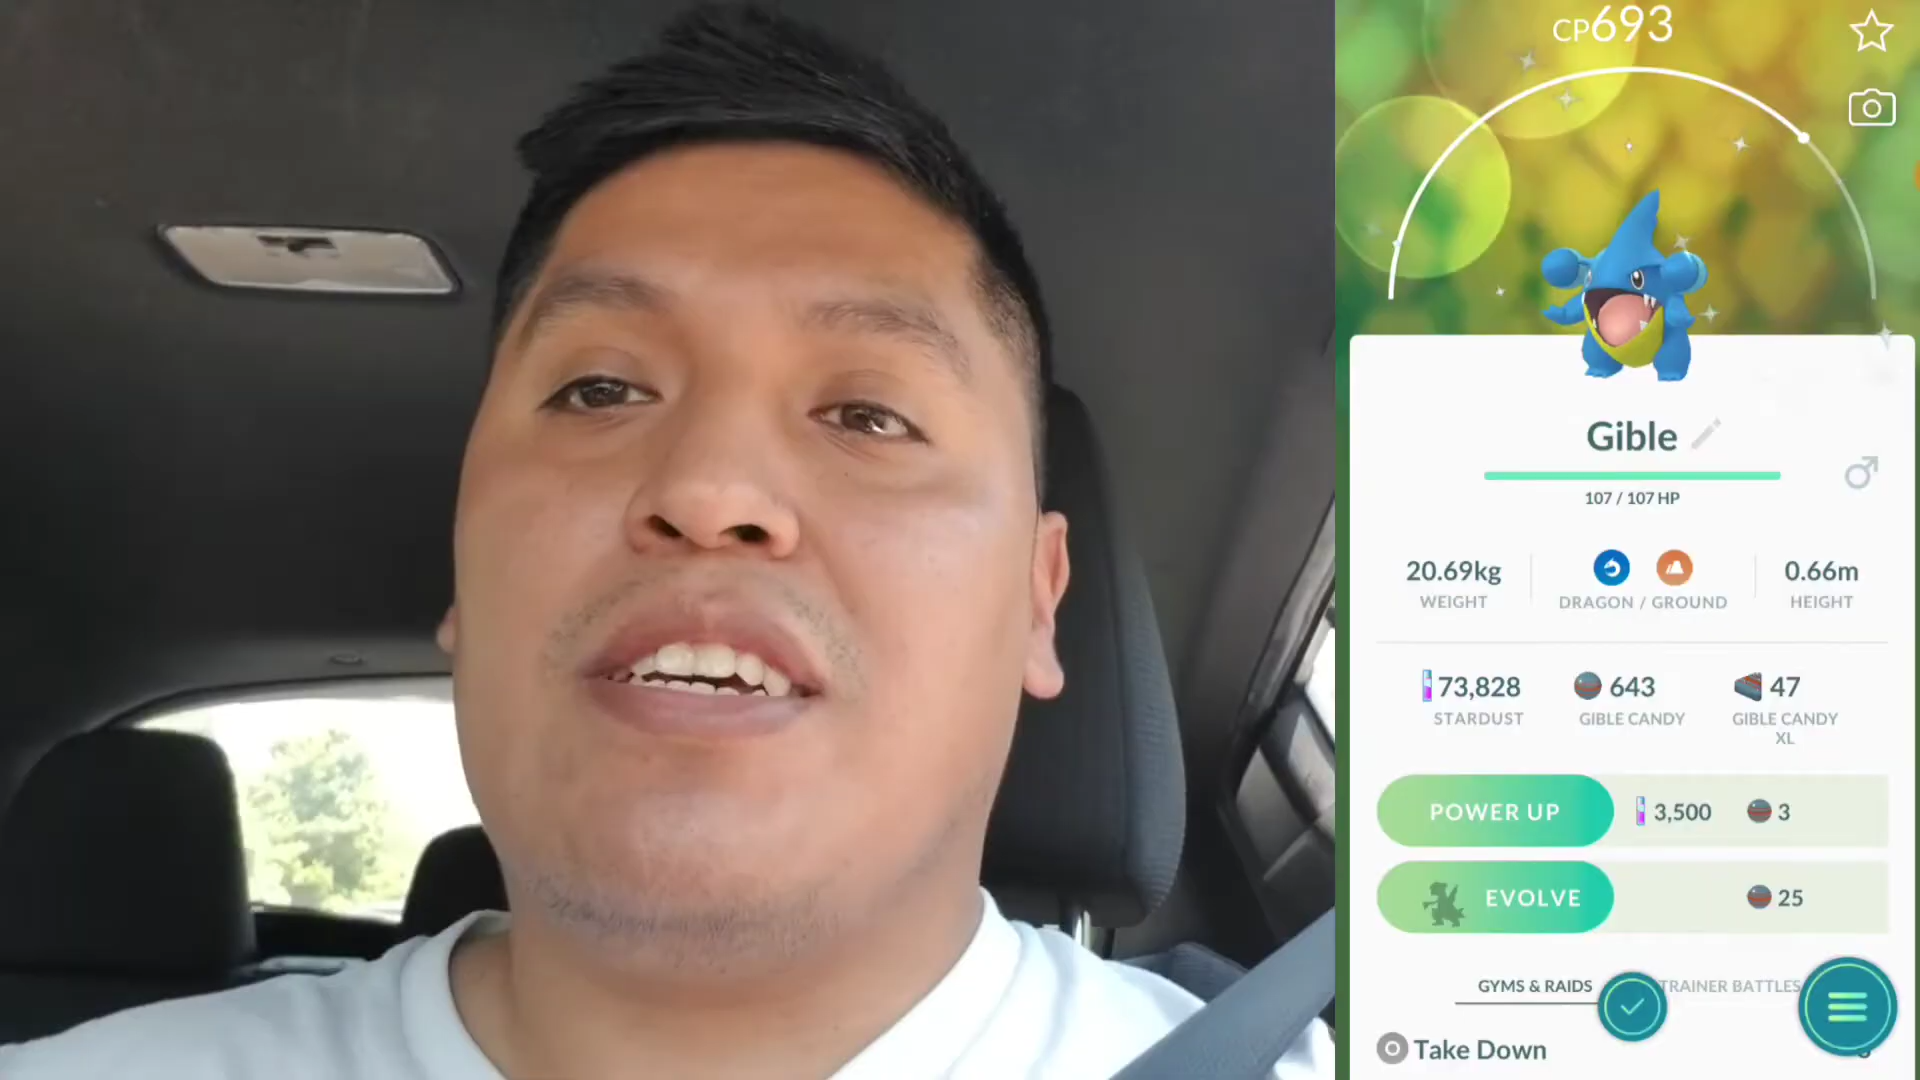 CP693
Gible
107 / 107 HP
20.69kg
WEIGHT
DRAGON / GROUND
0.66m
HEIGHT
73,828
STARDUST
643
GIBLE CANDY
47
GIBLE CANDY
XL
POWER UP 3,500 3
EVOLVE 25
GYMS & RAIDS TRAINER BATTLES
Take Down